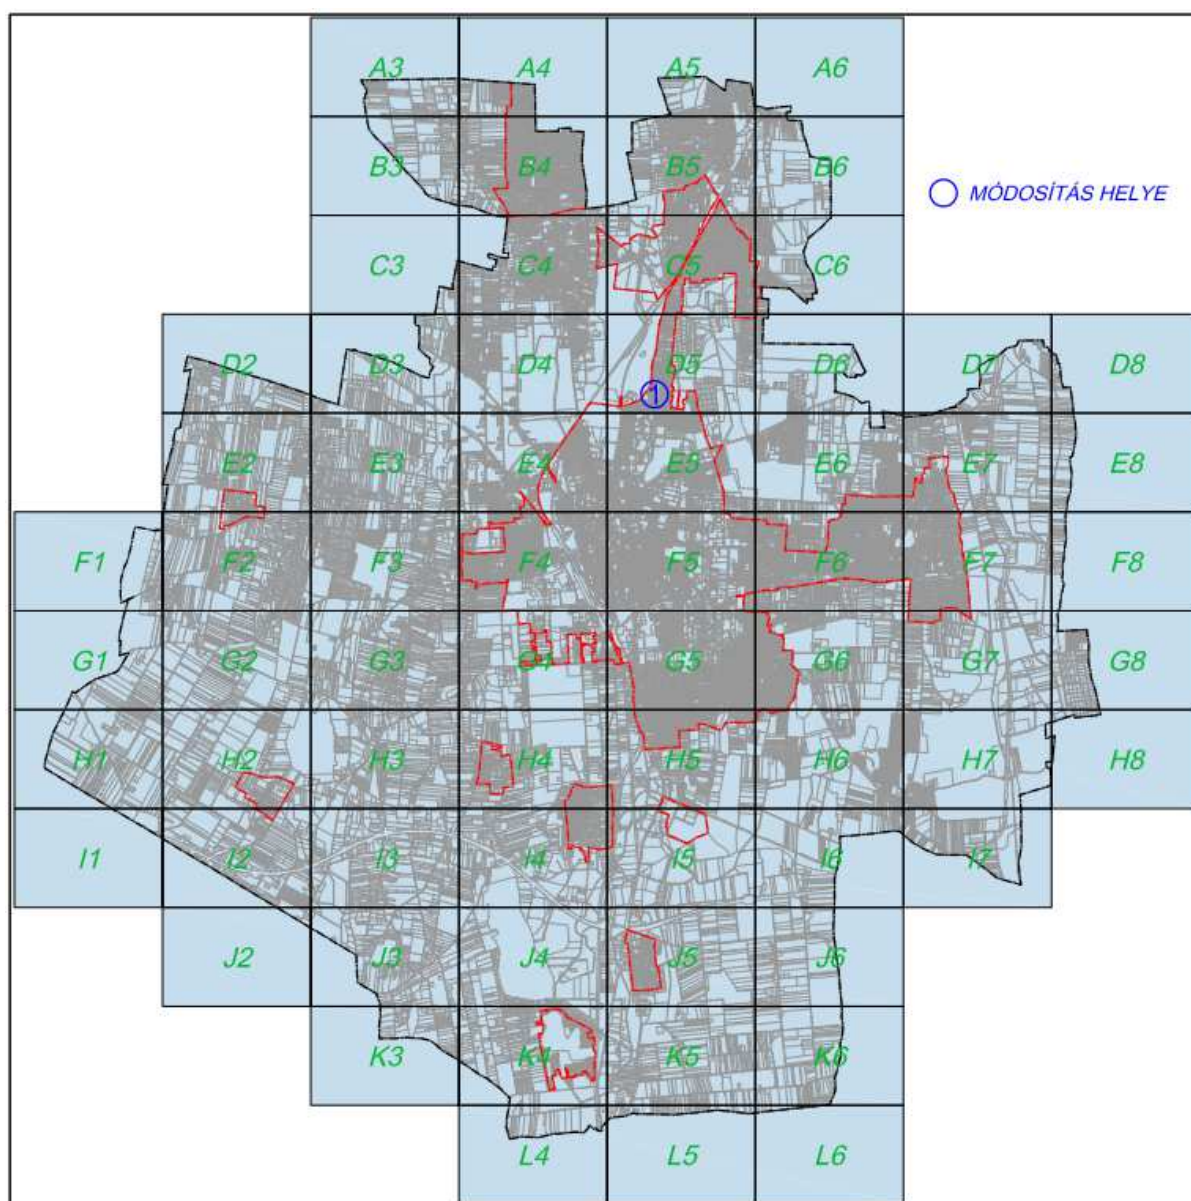 A3 A4 A5 A6
B3 B4 B5 B6
MÓDOSÍTÁS HELYE
C3 C4 C5 C6
D2 D3 D4 D5 D6 D7 D8
1
E2 E3 E4 E5 E6 E7 E8
F1 F2 F3 F4 F5 F6 F7 F8
G1 G2 G3 G4 G5 G6 G7 G8
H1 H2 H3 H4 H5 H6 H7 H8
I1 I2 I3 I4 I5 I6 I7
J2 J3 J4 J5 J6
K3 K4 K5 K6
L4 L5 L6